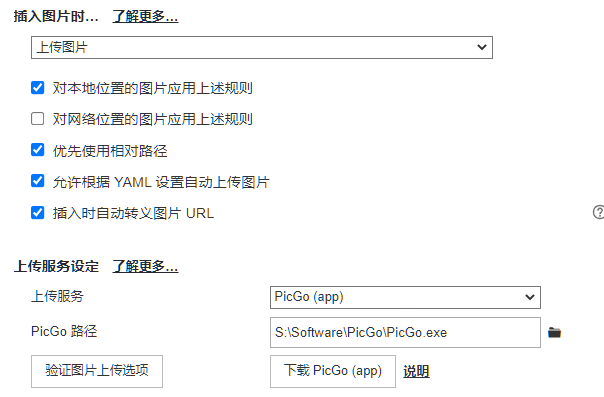 插入图片时... 了解更多...
上传图片
对本地位置的图片应用上述规则
对网络位置的图片应用上述规则
优先使用相对路径
允许根据 YAML 设置自动上传图片
插入时自动转义图片 URL
上传服务设定 了解更多...
上传服务 PicGo (app)
PicGo 路径 S:\Software\PicGo\PicGo.exe
验证图片上传选项 下载 PicGo (app) 说明